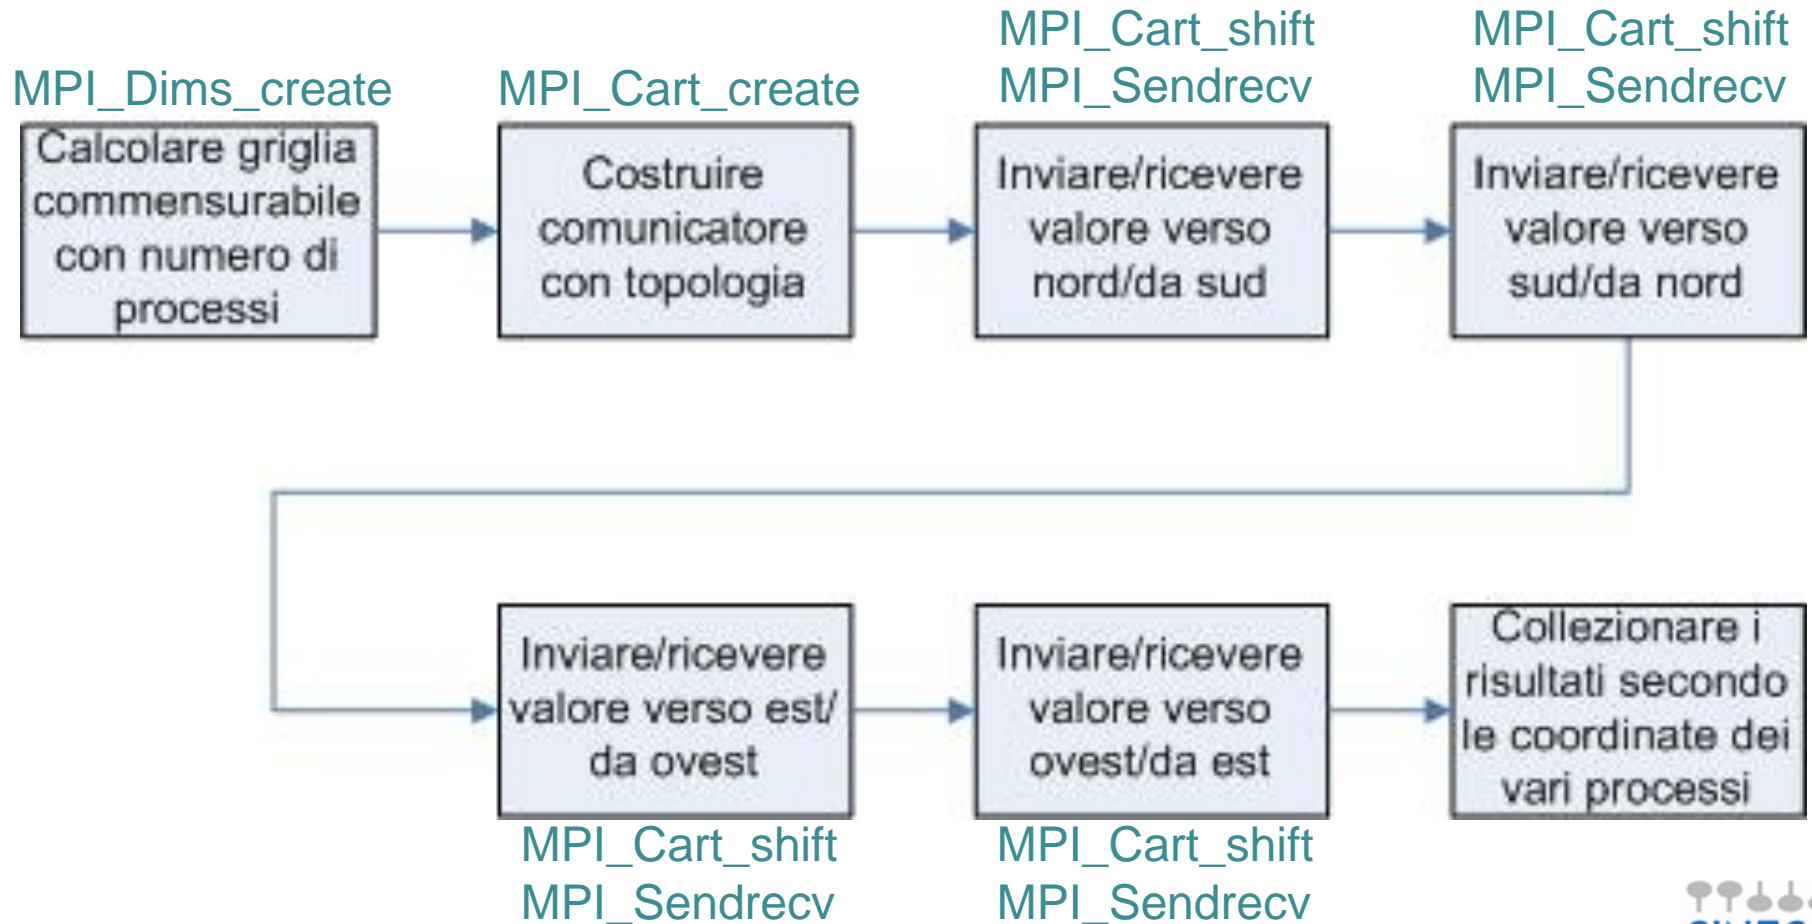 MPI_Dims_create
Calcolare griglia
commensurabile
con numero di
processi
MPI_Cart_create
Costruire
comunicatore
con topologia
MPI_Cart_shift
MPI_Sendrecv
Inviare/ricevere
valore verso
nord/da sud
MPI_Cart_shift
MPI_Sendrecv
Inviare/ricevere
valore verso
sud/da nord
Inviare/ricevere
valore verso est/
da ovest
MPI_Cart_shift
MPI_Sendrecv
Inviare/ricevere
valore verso
ovest/da est
MPI_Cart_shift
MPI_Sendrecv
Collezionare i
risultati secondo
le coordinate dei
vari processi